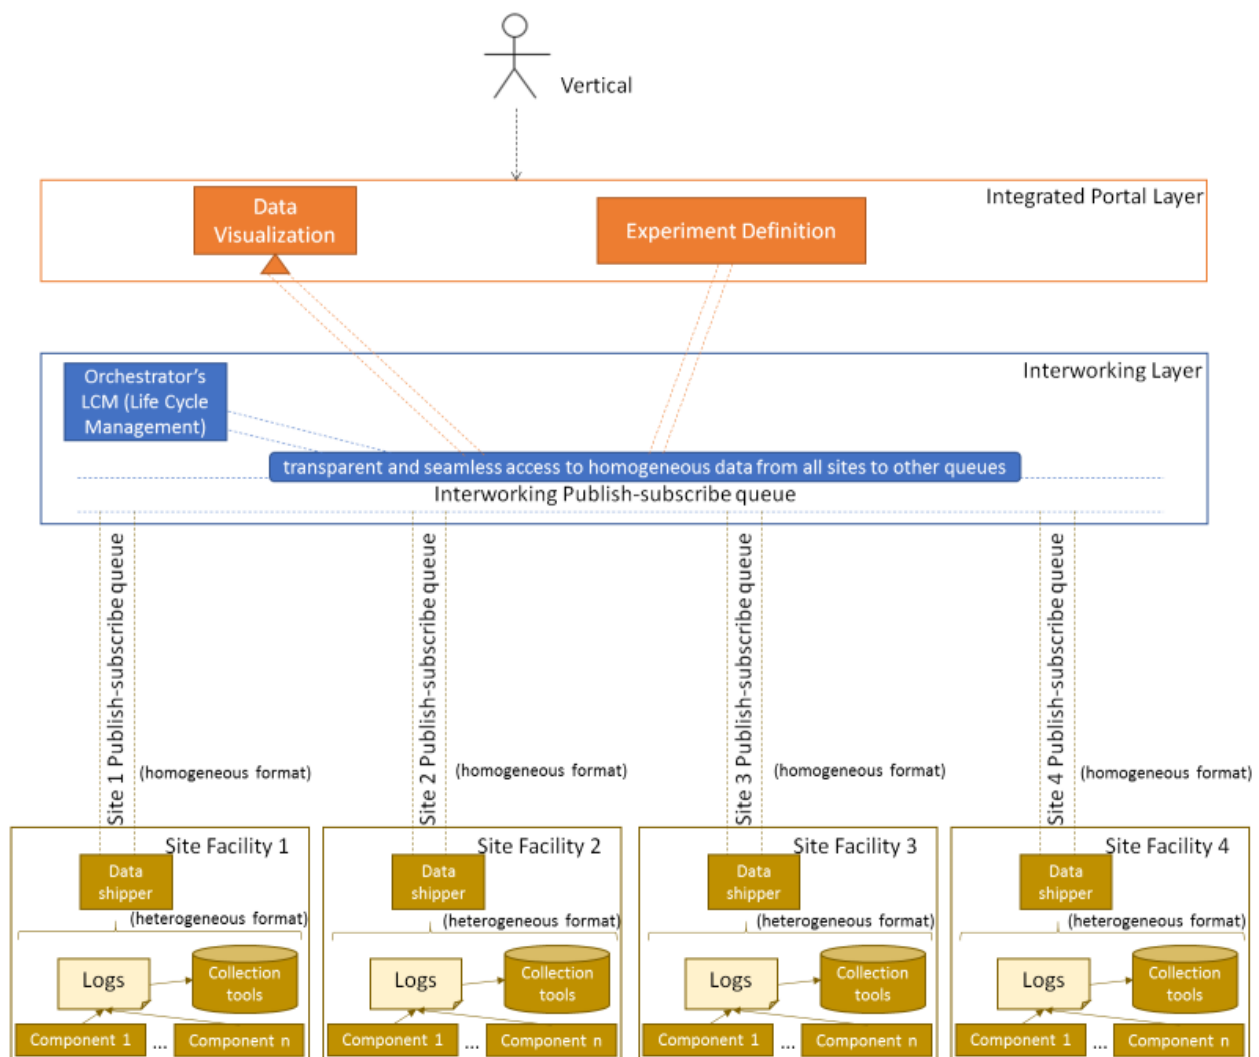 Vertical
Integrated Portal Layer
Data
Visualization
Experiment Definition
Interworking Layer
Orchestrator's
LCM (Life Cycle
Management)
transparent and seamless access to homogeneous data from all sites to other queues
Interworking Publish-subscribe queue
Site 1 Publish-subscribe queue
(homogeneous format)
Site 2 Publish-subscribe queue
(homogeneous format)
Site 3 Publish-subscribe queue
(homogeneous format)
Site 4 Publish-subscribe queue
(homogeneous format)
Site Facility 1
Data
shipper
(heterogeneous format)
Logs
Collection
tools
Component 1
...
Component n
Site Facility 2
Data
shipper
(heterogeneous format)
Logs
Collection
tools
Component 1
...
Component n
Site Facility 3
Data
shipper
(heterogeneous format)
Logs
Collection
tools
Component 1
...
Component n
Site Facility 4
Data
shipper
(heterogeneous format)
Logs
Collection
tools
Component 1
...
Component n